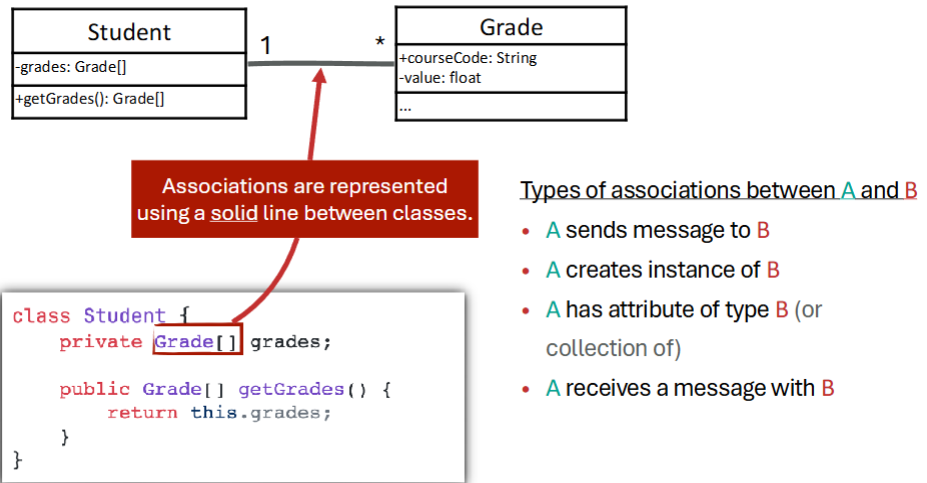 Student
-grades: Grade[]
+getGrades(): Grade[]
1
*
Grade
+courseCode: String
-value: float
...
Associations are represented
using a solid line between classes.
class Student {
    private Grade[] grades;
    public Grade[] getGrades() {
        return this.grades;
    }
}
Types of associations between A and B
• A sends message to B
• A creates instance of B
• A has attribute of type B (or
collection of)
• A receives a message with B